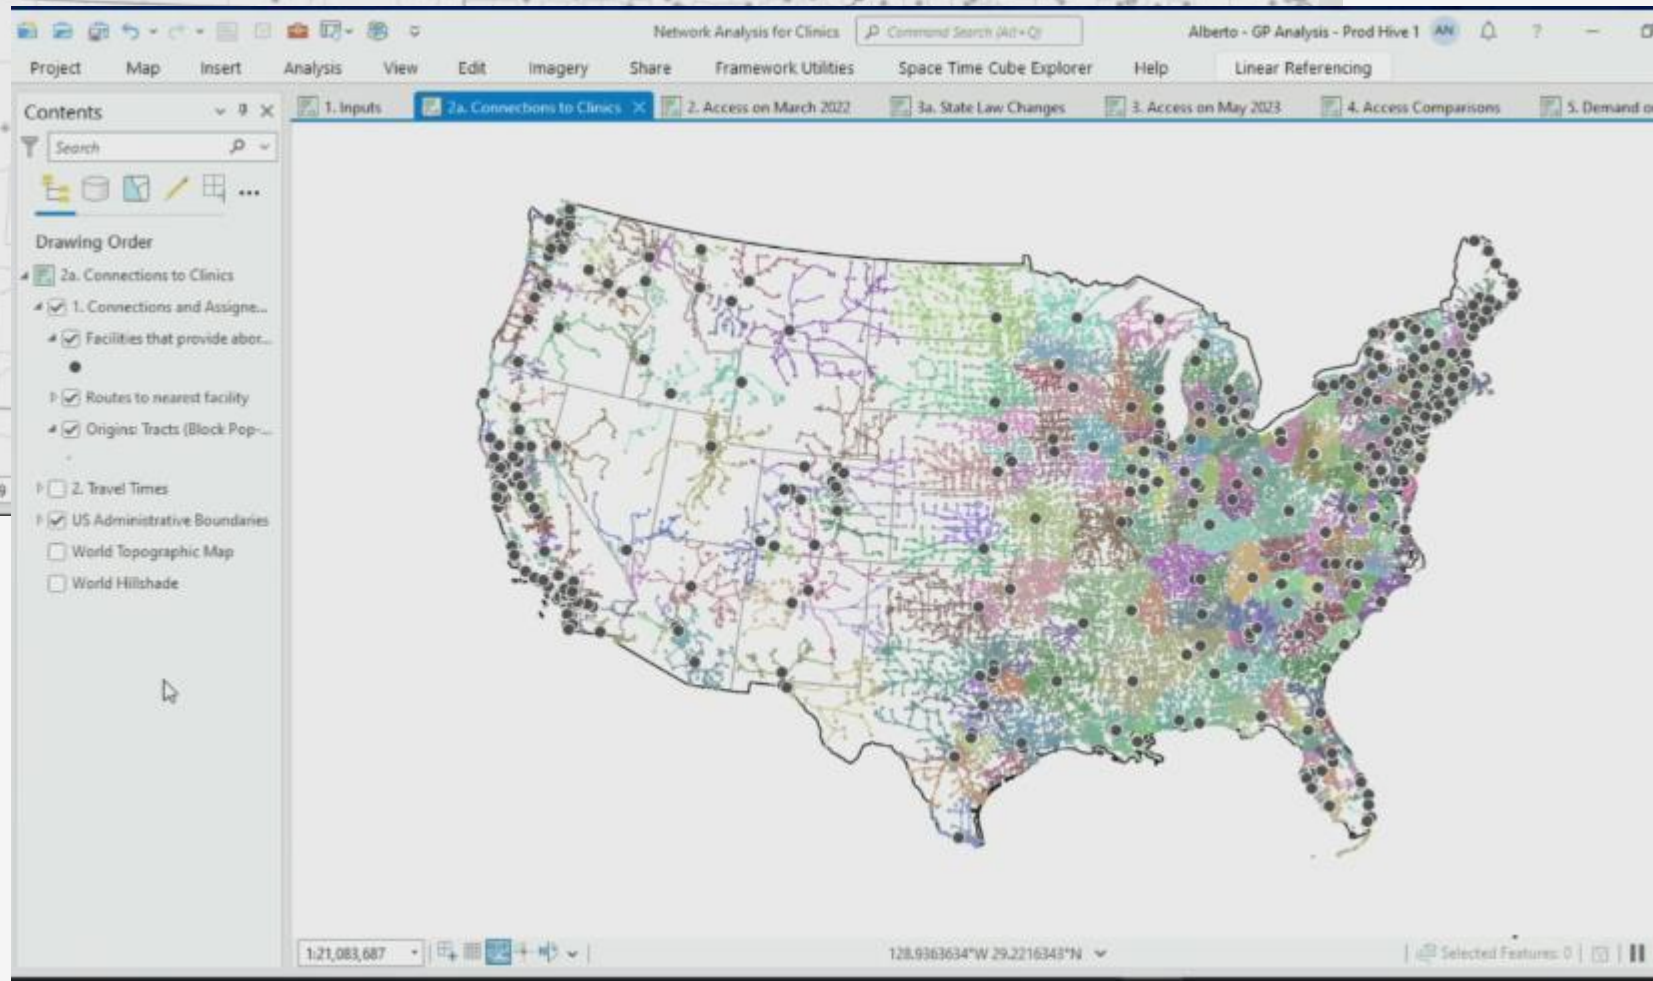 Network Analysis for Clinics
Command Search (Alt+Q)
Alberto - GP Analysis - Prod Hive 1
AN
?
Project Map Insert Analysis View Edit Imagery Share Framework Utilities Space Time Cube Explorer Help Linear Referencing
Contents
1. Inputs
2a. Connections to Clinics
2. Access on March 2022
3a. State Law Changes
3. Access on May 2023
4. Access Comparisons
5. Demand o
Search
Drawing Order
2a. Connections to Clinics
1. Connections and Assigne...
Facilities that provide abor...
Routes to nearest facility
Origins: Tracts (Block Pop-...
2. Travel Times
US Administrative Boundaries
World Topographic Map
World Hillshade
1:21,083,687
128.9363634°W 29.2216343°N
Selected Features: 0